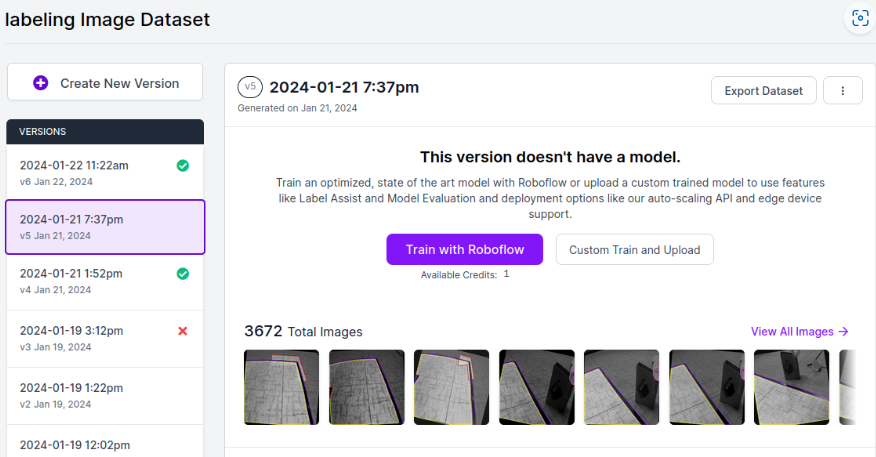 labeling Image Dataset
Create New Version
VERSIONS
2024-01-22 11:22am
v6 Jan 22, 2024
2024-01-21 7:37pm
v5 Jan 21, 2024
2024-01-21 1:52pm
v4 Jan 21, 2024
2024-01-19 3:12pm
v3 Jan 19, 2024
2024-01-19 1:22pm
v2 Jan 19, 2024
2024-01-19 12:02pm
v5 2024-01-21 7:37pm
Generated on Jan 21, 2024
Export Dataset
This version doesn't have a model.
Train an optimized, state of the art model with Roboflow or upload a custom trained model to use features
like Label Assist and Model Evaluation and deployment options like our auto-scaling API and edge device
support.
Train with Roboflow
Custom Train and Upload
Available Credits: 1
3672 Total Images
View All Images